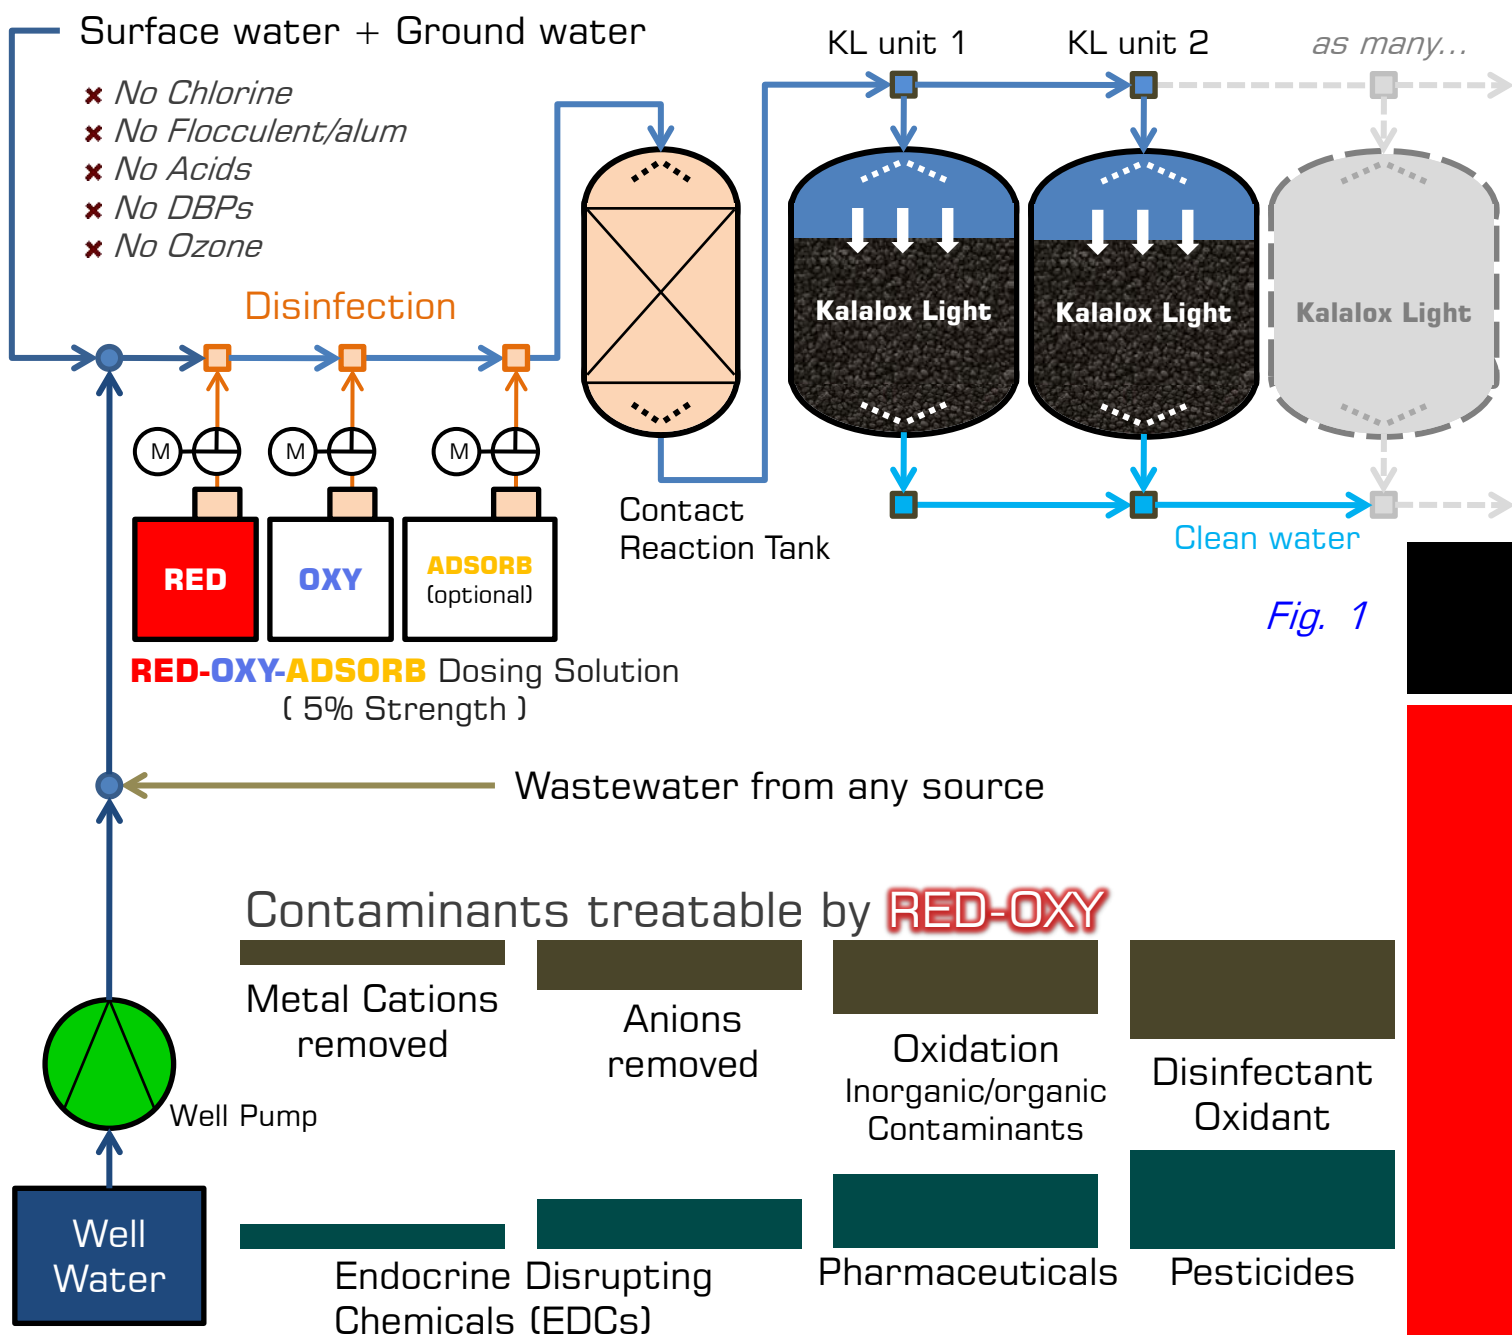 Surface water + Ground water
No Chlorine
No Flocculent/alum
No Acids
No DBPs
No Ozone
Disinfection
KL unit 1
KL unit 2
as many...
Kalalox Light
Kalalox Light
Kalalox Light
M
M
M
RED
OXY
ADSORB
(optional)
Contact
Reaction Tank
Clean water
Fig. 1
RED-OXY-ADSORB Dosing Solution
( 5% Strength )
Wastewater from any source
Contaminants treatable by RED-OXY
Metal Cations
removed
Anions
removed
Oxidation
Inorganic/organic
Contaminants
Disinfectant
Oxidant
Well Pump
Well
Water
Endocrine Disrupting
Chemicals (EDCs)
Pharmaceuticals
Pesticides